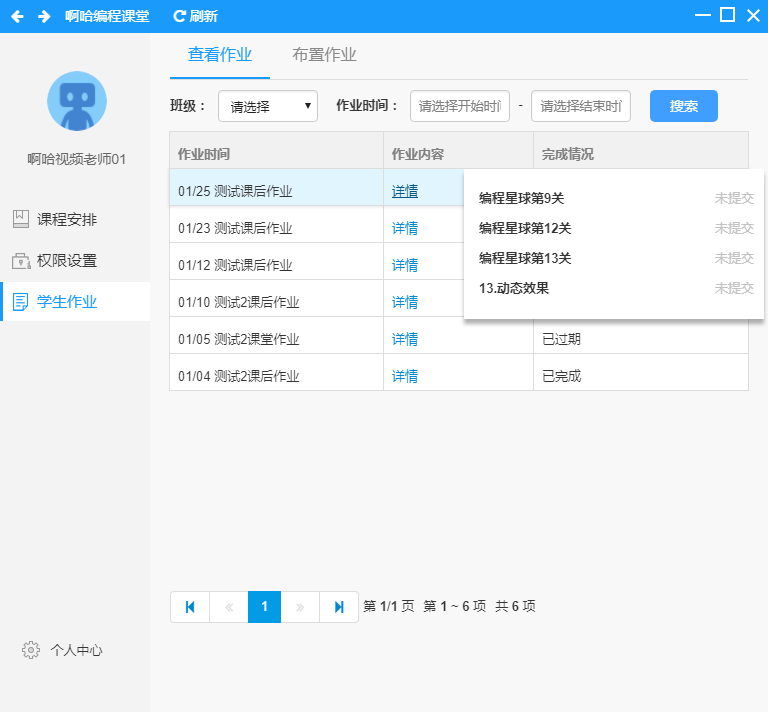 啊哈编程课堂 刷新
查看作业 布置作业
班级： 请选择 作业时间： 请选择开始时间 - 请选择结束时间 搜索
啊哈视频老师01
课程安排
权限设置
学生作业
个人中心
作业时间 作业内容 完成情况
01/25 测试课后作业 详情
01/23 测试课后作业 详情
01/12 测试课后作业 详情
01/10 测试2课后作业 详情
01/05 测试2课堂作业 详情 已过期
01/04 测试2课后作业 详情 已完成
编程星球第9关 未提交
编程星球第12关 未提交
编程星球第13关 未提交
13.动态效果 未提交
« 1 » 第 1/1 页 第 1 ~ 6 项 共 6 项